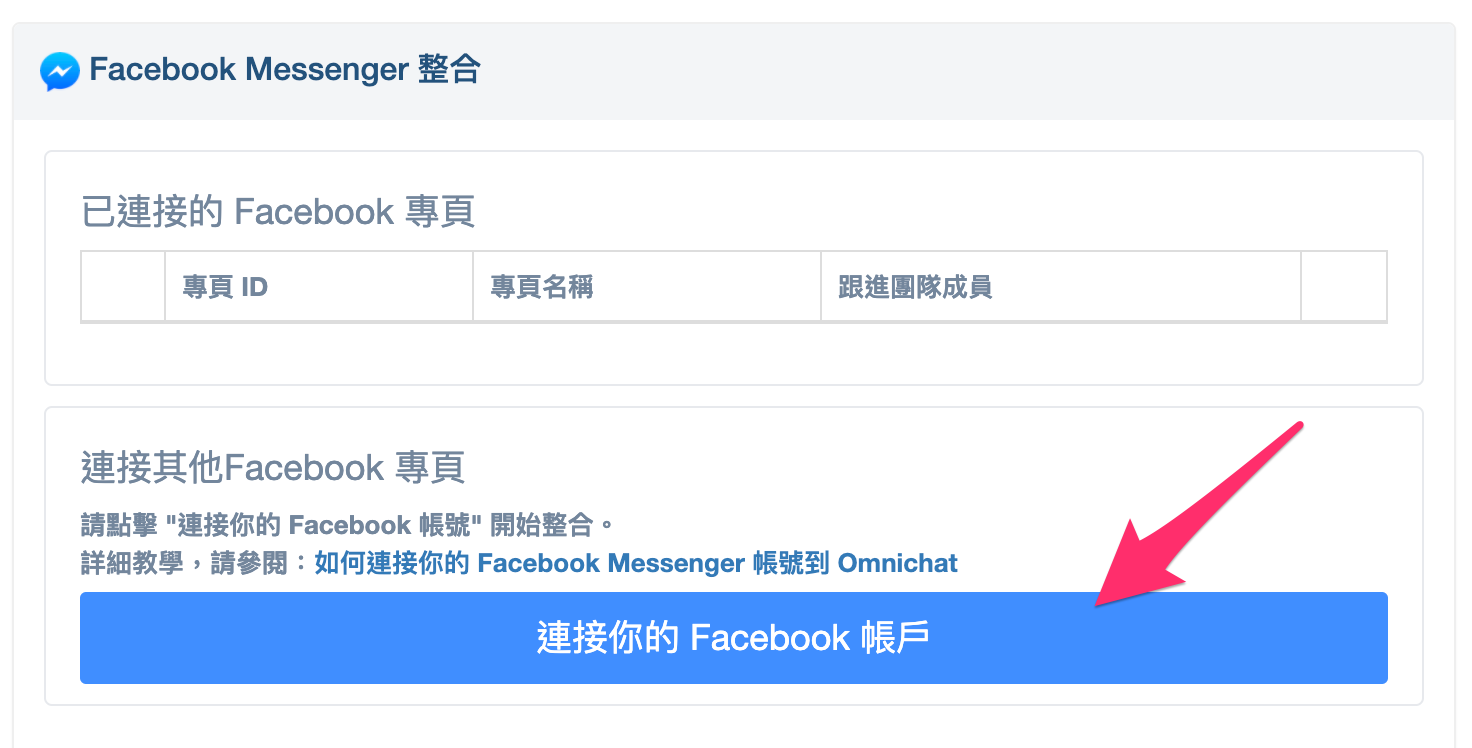 Facebook Messenger 整合
已連接的 Facebook 專頁
專頁 ID 專頁名稱 跟進團隊成員
連接其他Facebook 專頁
請點擊 "連接你的 Facebook 帳號" 開始整合。
詳細教學，請參閱：如何連接你的 Facebook Messenger 帳號到 Omnichat
連接你的 Facebook 帳戶